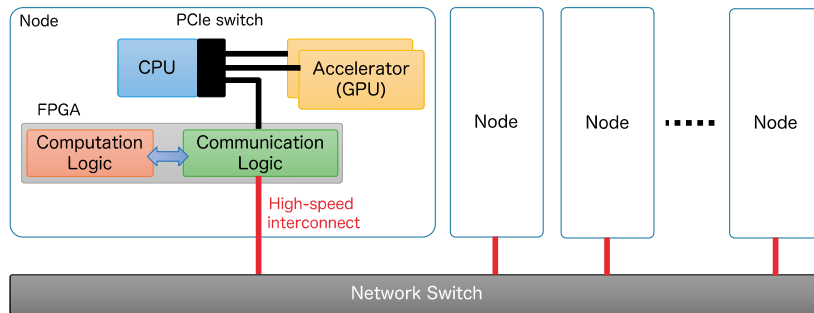 Node
PCIe switch
CPU
Accelerator
(GPU)
FPGA
Computation
Logic
Communication
Logic
High-speed
interconnect
Node
Node
Node
Network Switch